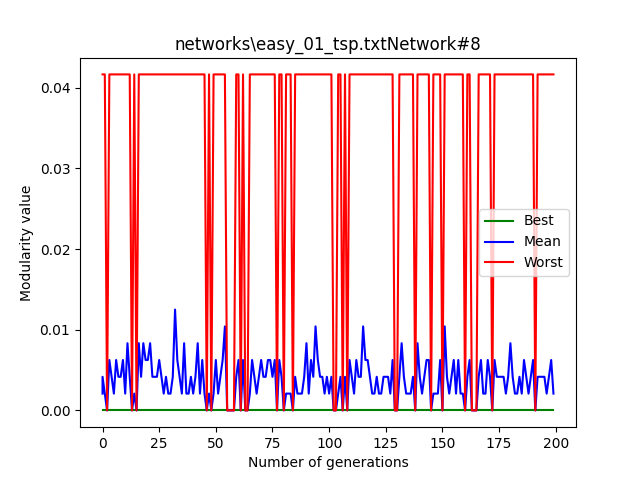 networks\easy_01_tsp.txtNetwork#8
Modularity value
0.04
0.03
0.02
0.01
0.00
Best
Mean
Worst
0 25 50 75 100 125 150 175 200
Number of generations